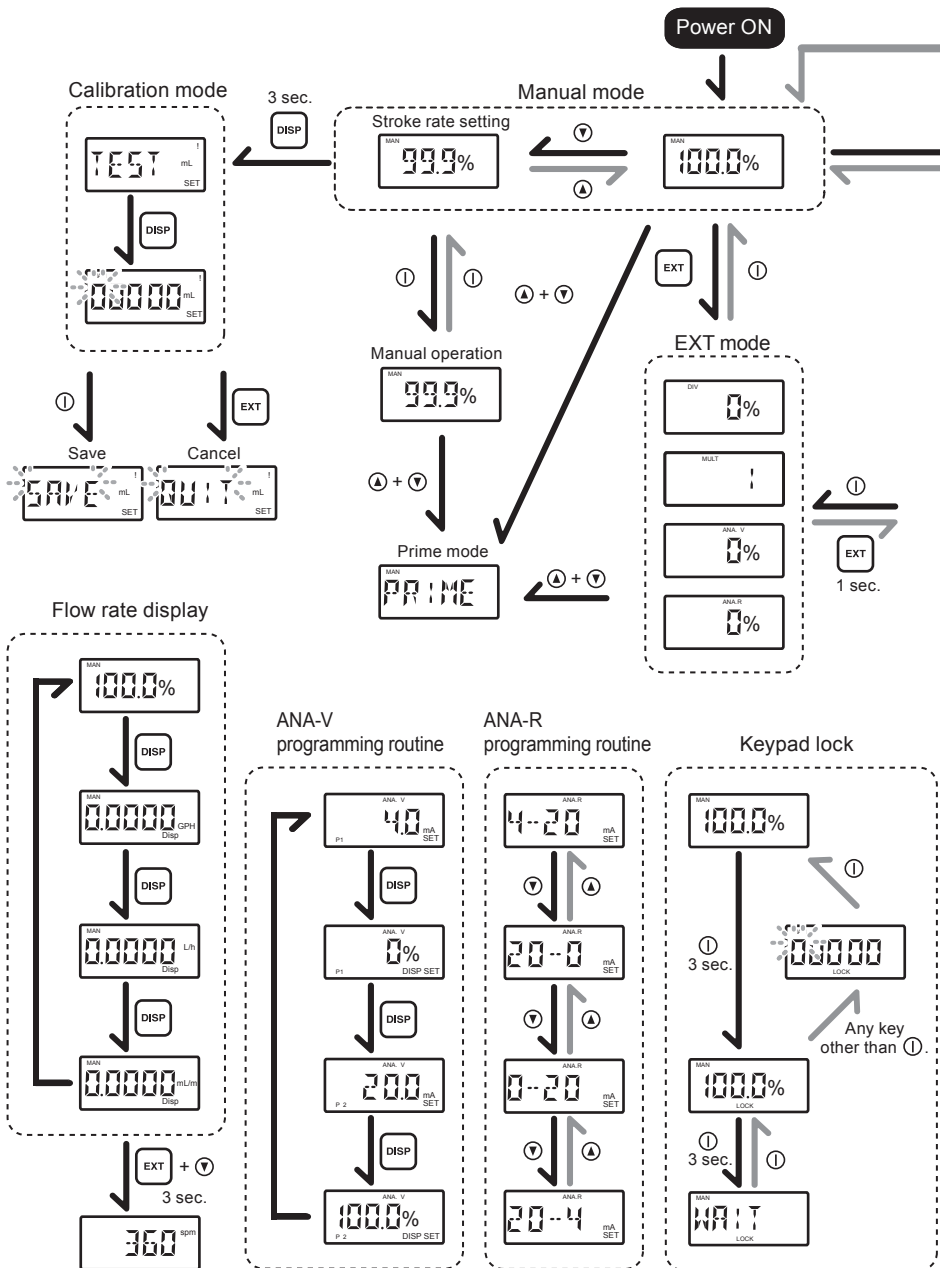 Power ON
Manual mode
Stroke rate setting
MAN
99.9%
MAN
100.0%
Calibration mode
TEST
!
mL
SET
DISP
00000
!
mL
SET
3 sec.
DISP
Save
SAVE
!
mL
SET
EXT
Cancel
QUIT
!
mL
SET
Manual operation
MAN
99.9%
+
+
Prime mode
MAN
PRIME
EXT
EXT mode
DIV
0%
MULT
1
ANA. V
0%
ANA.R
0%
+
EXT
1 sec.
Flow rate display
MAN
100.0%
DISP
MAN
0.0000 GPH
Disp
DISP
MAN
0.0000 L/h
Disp
DISP
MAN
0.0000 mL/m
Disp
EXT +
3 sec.
360 spm
ANA-V
programming routine
ANA. V
4.0 mA
P1 SET
DISP
ANA. V
0%
P1 DISP SET
DISP
ANA. V
20.0 mA
P 2 SET
DISP
ANA. V
100.0%
P 2 DISP SET
ANA-R
programming routine
ANA.R
4-20 mA
SET
ANA.R
20-0 mA
SET
ANA.R
0-20 mA
SET
ANA.R
20-4 mA
SET
Keypad lock
MAN
100.0%
3 sec.
00000
LOCK
Any key
other than .
MAN
100.0%
LOCK
3 sec.
MAN
WAIT
LOCK